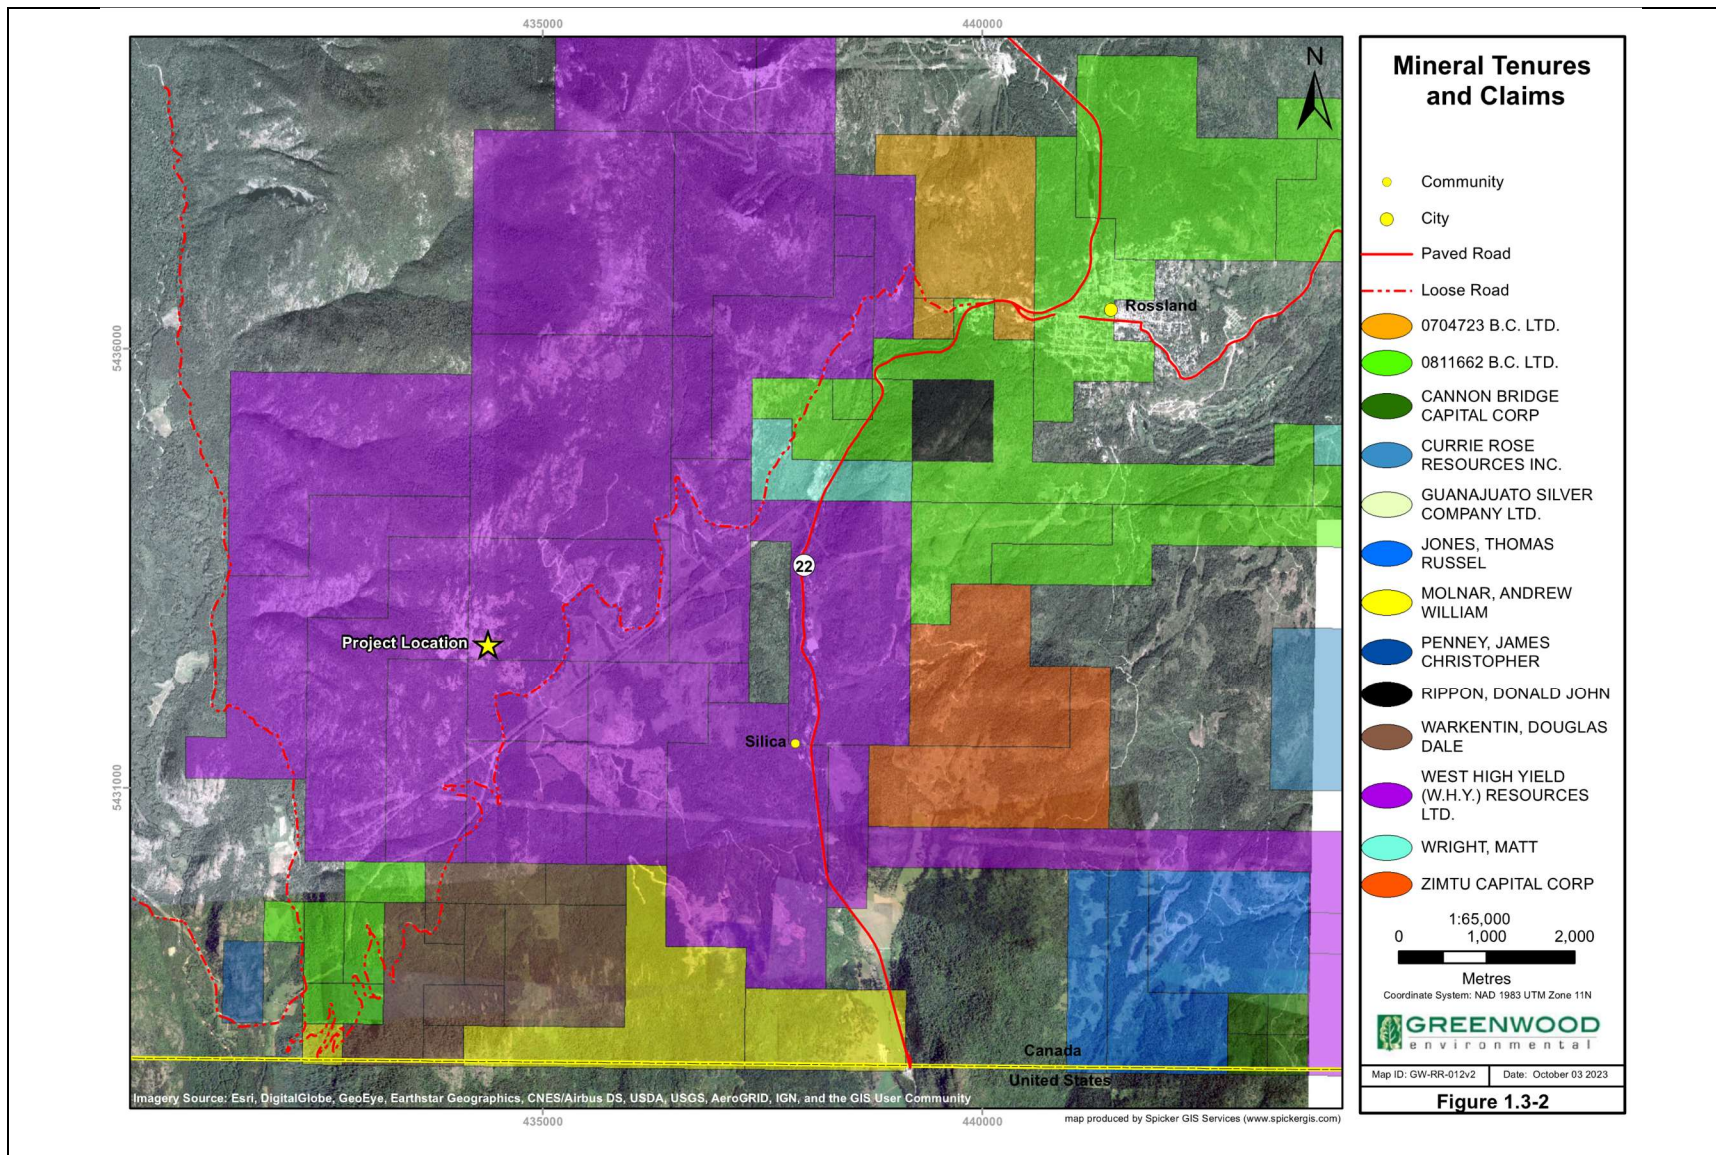 435000
440000
N
5436000
5431000
Rossland
22
Project Location
Silica
Canada
United States
Imagery Source: Esri, DigitalGlobe, GeoEye, Earthstar Geographics, CNES/Airbus DS, USDA, USGS, AeroGRID, IGN, and the GIS User Community
435000
440000
map produced by Spicker GIS Services (www.spickergis.com)
Mineral Tenures
and Claims
Community
City
Paved Road
Loose Road
0704723 B.C. LTD.
0811662 B.C. LTD.
CANNON BRIDGE
CAPITAL CORP
CURRIE ROSE
RESOURCES INC.
GUANAJUATO SILVER
COMPANY LTD.
JONES, THOMAS
RUSSEL
MOLNAR, ANDREW
WILLIAM
PENNEY, JAMES
CHRISTOPHER
RIPPON, DONALD JOHN
WARKENTIN, DOUGLAS
DALE
WEST HIGH YIELD
(W.H.Y.) RESOURCES
LTD.
WRIGHT, MATT
ZIMTU CAPITAL CORP
1:65,000
0 1,000 2,000
Metres
Coordinate System: NAD 1983 UTM Zone 11N
GREENWOOD
environmental
Map ID: GW-RR-012v2 Date: October 03 2023
Figure 1.3-2